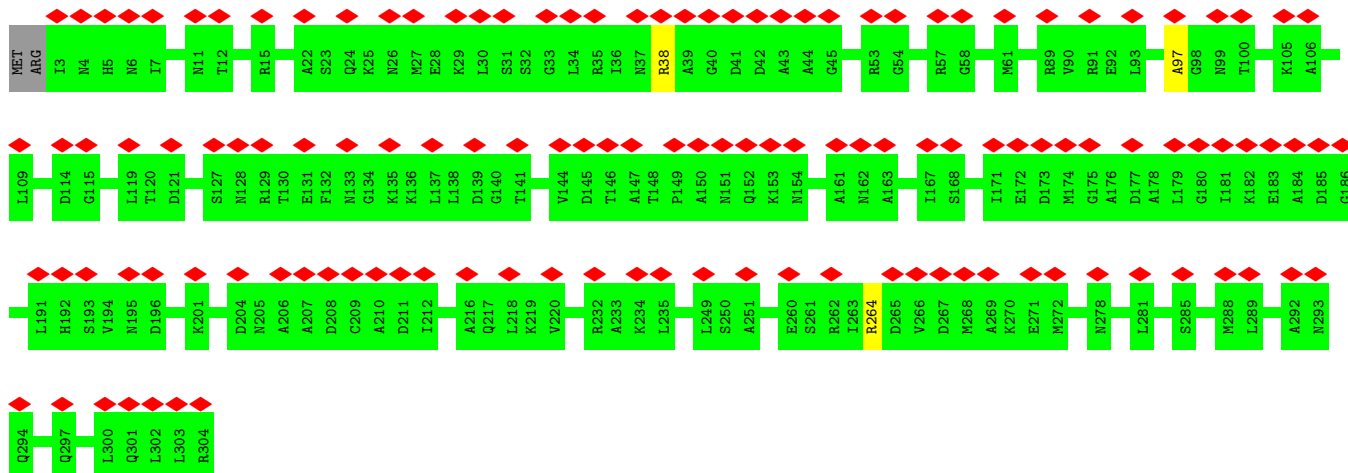 MET ARG I3 N4 H5 N6 I7 N11 T12 R15 A22 S23 Q24 K25 N26 M27 E28 K29 L30 S31 S32 G33 L34 R35 I36 N37 R38 A39 G40 D41 D42 A43 A44 G45 R53 G54 R57 G58 M61 R89 V90 R91 E92 L93 A97 G98 N99 T100 K105 A106
L109 D114 G115 L119 T120 D121 S127 N128 R129 T130 E131 F132 N133 G134 K135 K136 L137 L138 D139 G140 T141 V144 D145 T146 A147 T148 P149 A150 N151 Q152 K153 N154 A161 N162 A163 I167 S168 I171 E172 D173 M174 G175 A176 D177 A178 L179 G180 I181 K182 E183 A184 D185 G186
L191 H192 S193 V194 N195 D196 K201 D204 N205 A206 A207 D208 C209 A210 D211 I212 A216 Q217 L218 K219 V220 R232 A233 K234 L235 L249 S250 A251 E260 S261 R262 I263 R264 D265 V266 D267 M268 A269 K270 E271 M272 N278 L281 S285 M288 L289 A292 N293
Q294 Q297 L300 Q301 L302 L303 R304